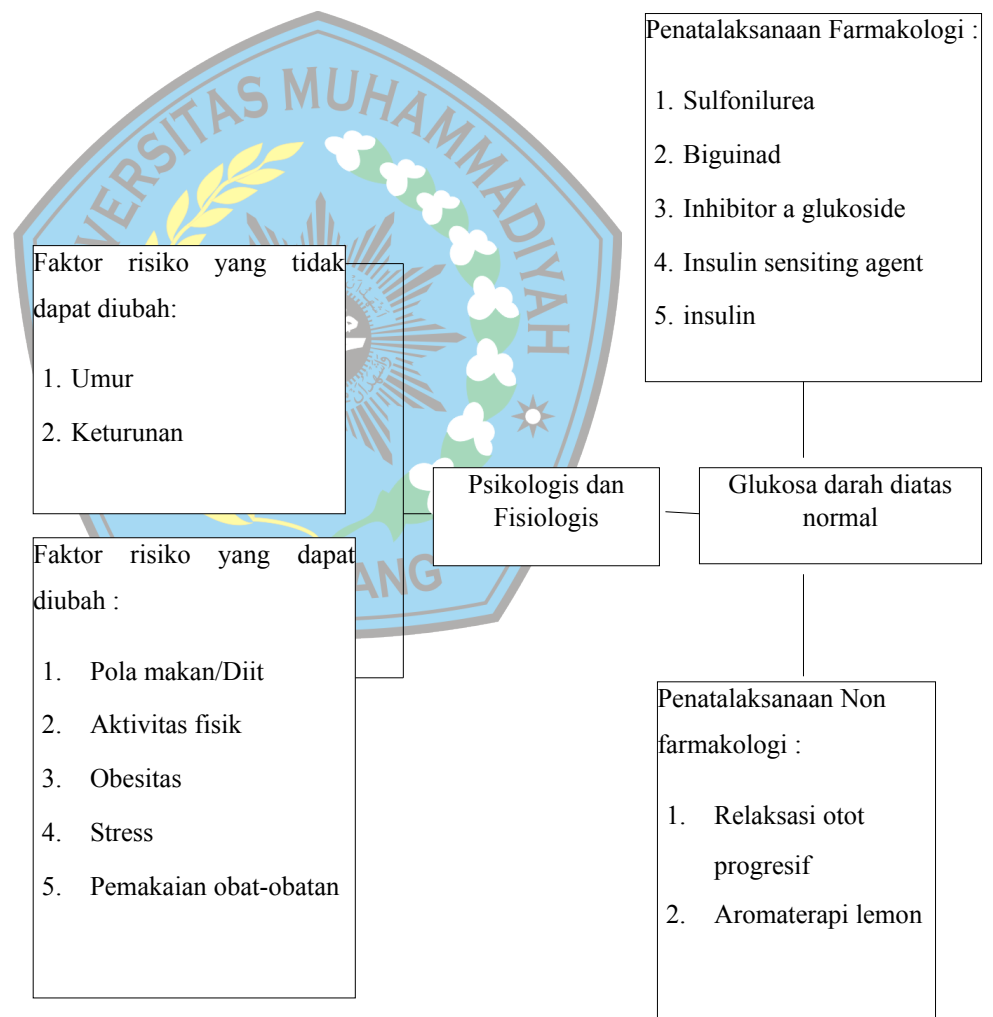 Penatalaksanaan Farmakologi :
1. Sulfonilurea
2. Biguinad
3. Inhibitor a glukoside
4. Insulin sensiting agent
5. insulin
Faktor risiko yang tidak
dapat diubah:
1. Umur
2. Keturunan
Psikologis dan
Fisiologis
Glukosa darah diatas
normal
Faktor risiko yang dapat
diubah :
1. Pola makan/Diit
2. Aktivitas fisik
3. Obesitas
4. Stress
5. Pemakaian obat-obatan
Penatalaksanaan Non
farmakologi :
1. Relaksasi otot
progresif
2. Aromaterapi lemon
MUHAMMADIYAH